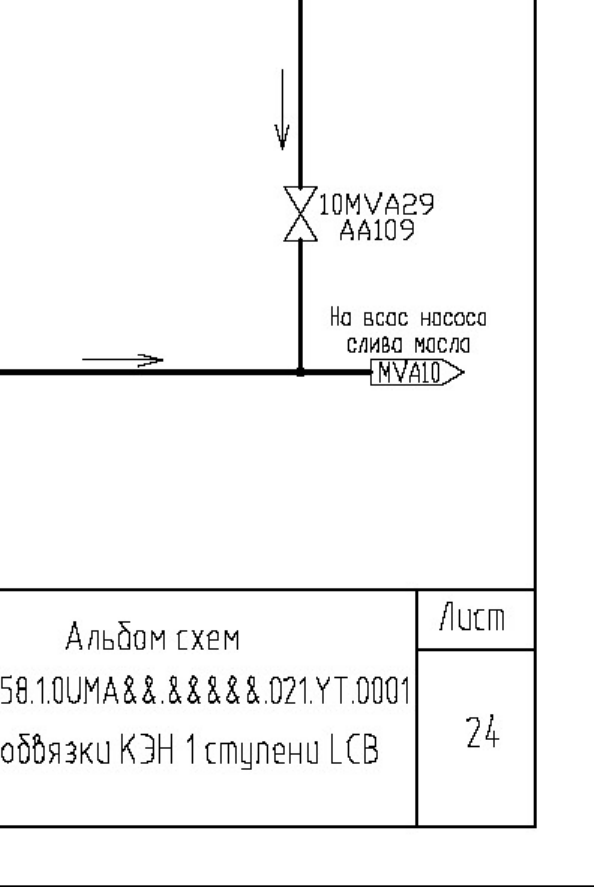 10MVA29
AA109
На всас насоса
слива масла
MVA10
Альбом схем
Лист
58.1.0UMA&&.&&&&&.021.YT.0001
24
обвязки КЭН 1 ступени LCB